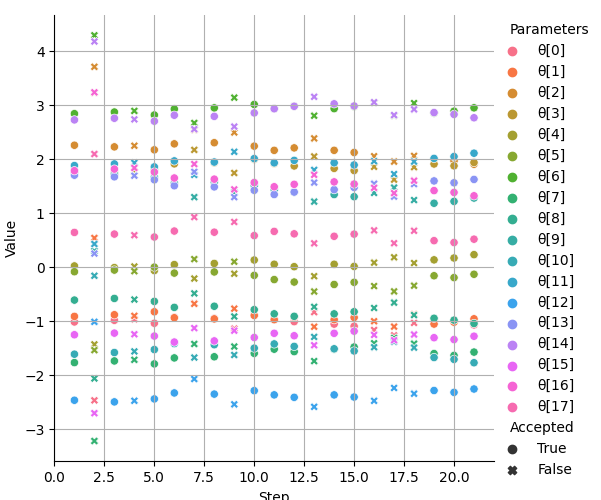 Parameters
θ[0]
θ[1]
θ[2]
θ[3]
θ[4]
θ[5]
θ[6]
θ[7]
θ[8]
θ[9]
θ[10]
θ[11]
θ[12]
θ[13]
θ[14]
θ[15]
θ[16]
θ[17]
Accepted
True
False
4
3
2
1
0
−1
−2
−3
Value
0.0 2.5 5.0 7.5 10.0 12.5 15.0 17.5 20.0
Step